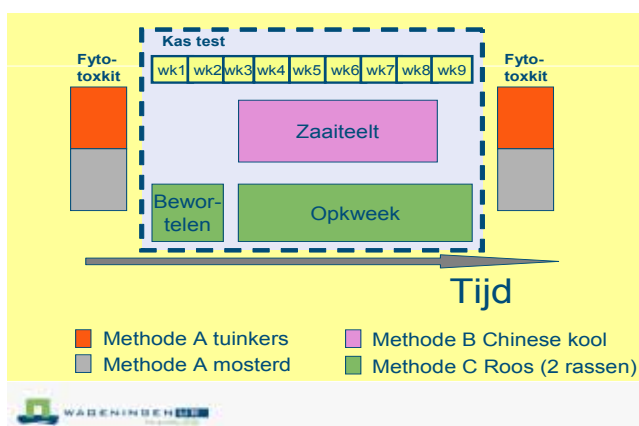 Kas test
Fyto-
toxkit
wk1 wk2 wk3 wk4 wk5 wk6 wk7 wk8 wk9
Fyto-
toxkit
Zaaiteelt
Bewor-
telen
Opkweek
Tijd
Methode A tuinkers
Methode A mosterd
Methode B Chinese kool
Methode C Roos (2 rassen)
WAGENINGEN UR